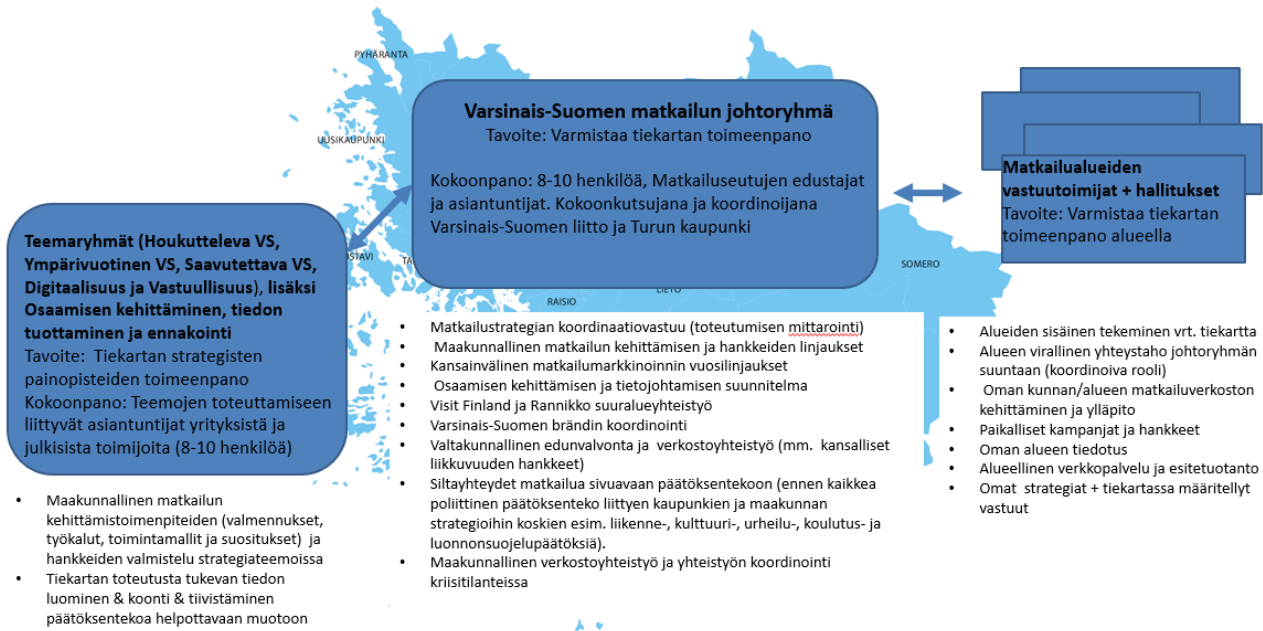 PYHÄRANTA
UUSIKAUPUNKI
Varsinais-Suomen matkailun johtoryhmä
Tavoite: Varmistaa tiekartan toimeenpano
Kokoonpano: 8-10 henkilöä, Matkailuseutujen edustajat
ja asiantuntijat. Kokoonkutsujana ja koordinoijana
Varsinais-Suomen liitto ja Turun kaupunki
Matkailualueiden
vastuutoimijat + hallitukset
Tavoite: Varmistaa tiekartan
toimeenpano alueella
Teemaryhmät (Houkutteleva VS,
Ympärivuotinen VS, Saavutettava VS,
Digitaalisuus ja Vastuullisuus), lisäksi
Osaamisen kehittäminen, tiedon
tuottaminen ja ennakointi
Tavoite: Tiekartan strategisten
painopisteiden toimeenpano
Kokoonpano: Teemojen toteuttamiseen
liittyvät asiantuntijat yrityksistä ja
julkisista toimijoita (8-10 henkilöä)
STAVI
TA
RAISIO
LIETO
SOMERO
• Maakunnallinen matkailun
kehittämistoimenpiteiden (valmennukset,
työkalut, toimintamallit ja suositukset) ja
hankkeiden valmistelu strategiateemoissa
• Tiekartan toteutusta tukevan tiedon
luominen & koonti & tiivistäminen
päätöksentekoa helpottavaan muotoon
• Matkailustrategian koordinaatiovastuu (toteutumisen mittarointi)
• Maakunnallinen matkailun kehittämisen ja hankkeiden linjaukset
• Kansainvälinen matkailumarkkinoinnin vuosilinjaukset
• Osaamisen kehittämisen ja tietojohtamisen suunnitelma
• Visit Finland ja Rannikko suuralueyhteistyö
• Varsinais-Suomen brändin koordinointi
• Valtakunnallinen edunvalvonta ja verkostoyhteistyö (mm. kansalliset
liikkuvuuden hankkeet)
• Siltayhteydet matkailua sivuavaan päätöksentekoon (ennen kaikkea
poliittinen päätöksenteko liittyen kaupunkien ja maakunnan
strategioihin koskien esim. liikenne-, kulttuuri-, urheilu-, koulutus- ja
luonnonsuojelupäätöksiä).
• Maakunnallinen verkostoyhteistyö ja yhteistyön koordinointi
kriisitilanteissa
• Alueiden sisäinen tekeminen vrt. tiekartta
• Alueen virallinen yhteystaho johtoryhmän
suuntaan (koordinoiva rooli)
• Oman kunnan/alueen matkailuverkoston
kehittäminen ja ylläpito
• Paikalliset kampanjat ja hankkeet
• Oman alueen tiedotus
• Alueellinen verkkopalvelu ja esitetuotanto
• Omat strategiat + tiekartassa määritellyt
vastuut